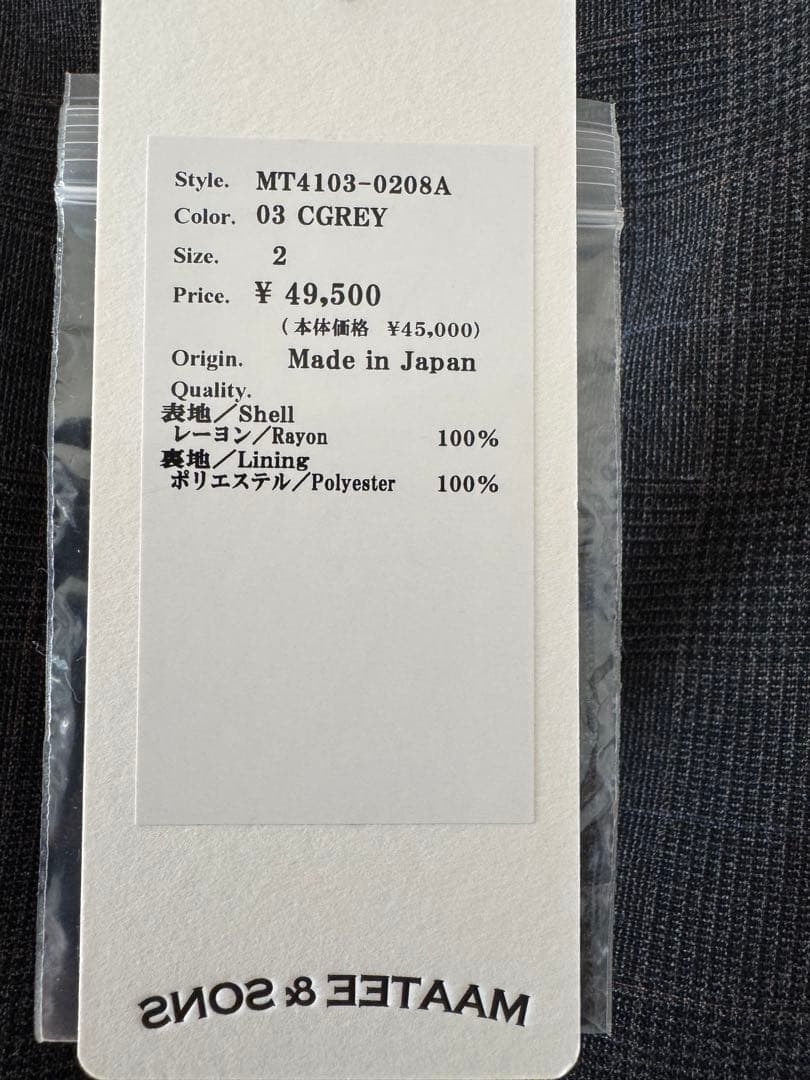 Style. MT4103-0208A
Color. 03 CGREY
Size. 2
Price. ¥ 49,500
(本体価格 ¥45,000)
Origin. Made in Japan
Quality.
表地/Shell
レーヨン/Rayon 100%
裏地/Lining
ポリエステル/Polyester 100%
MAATEE & SONS